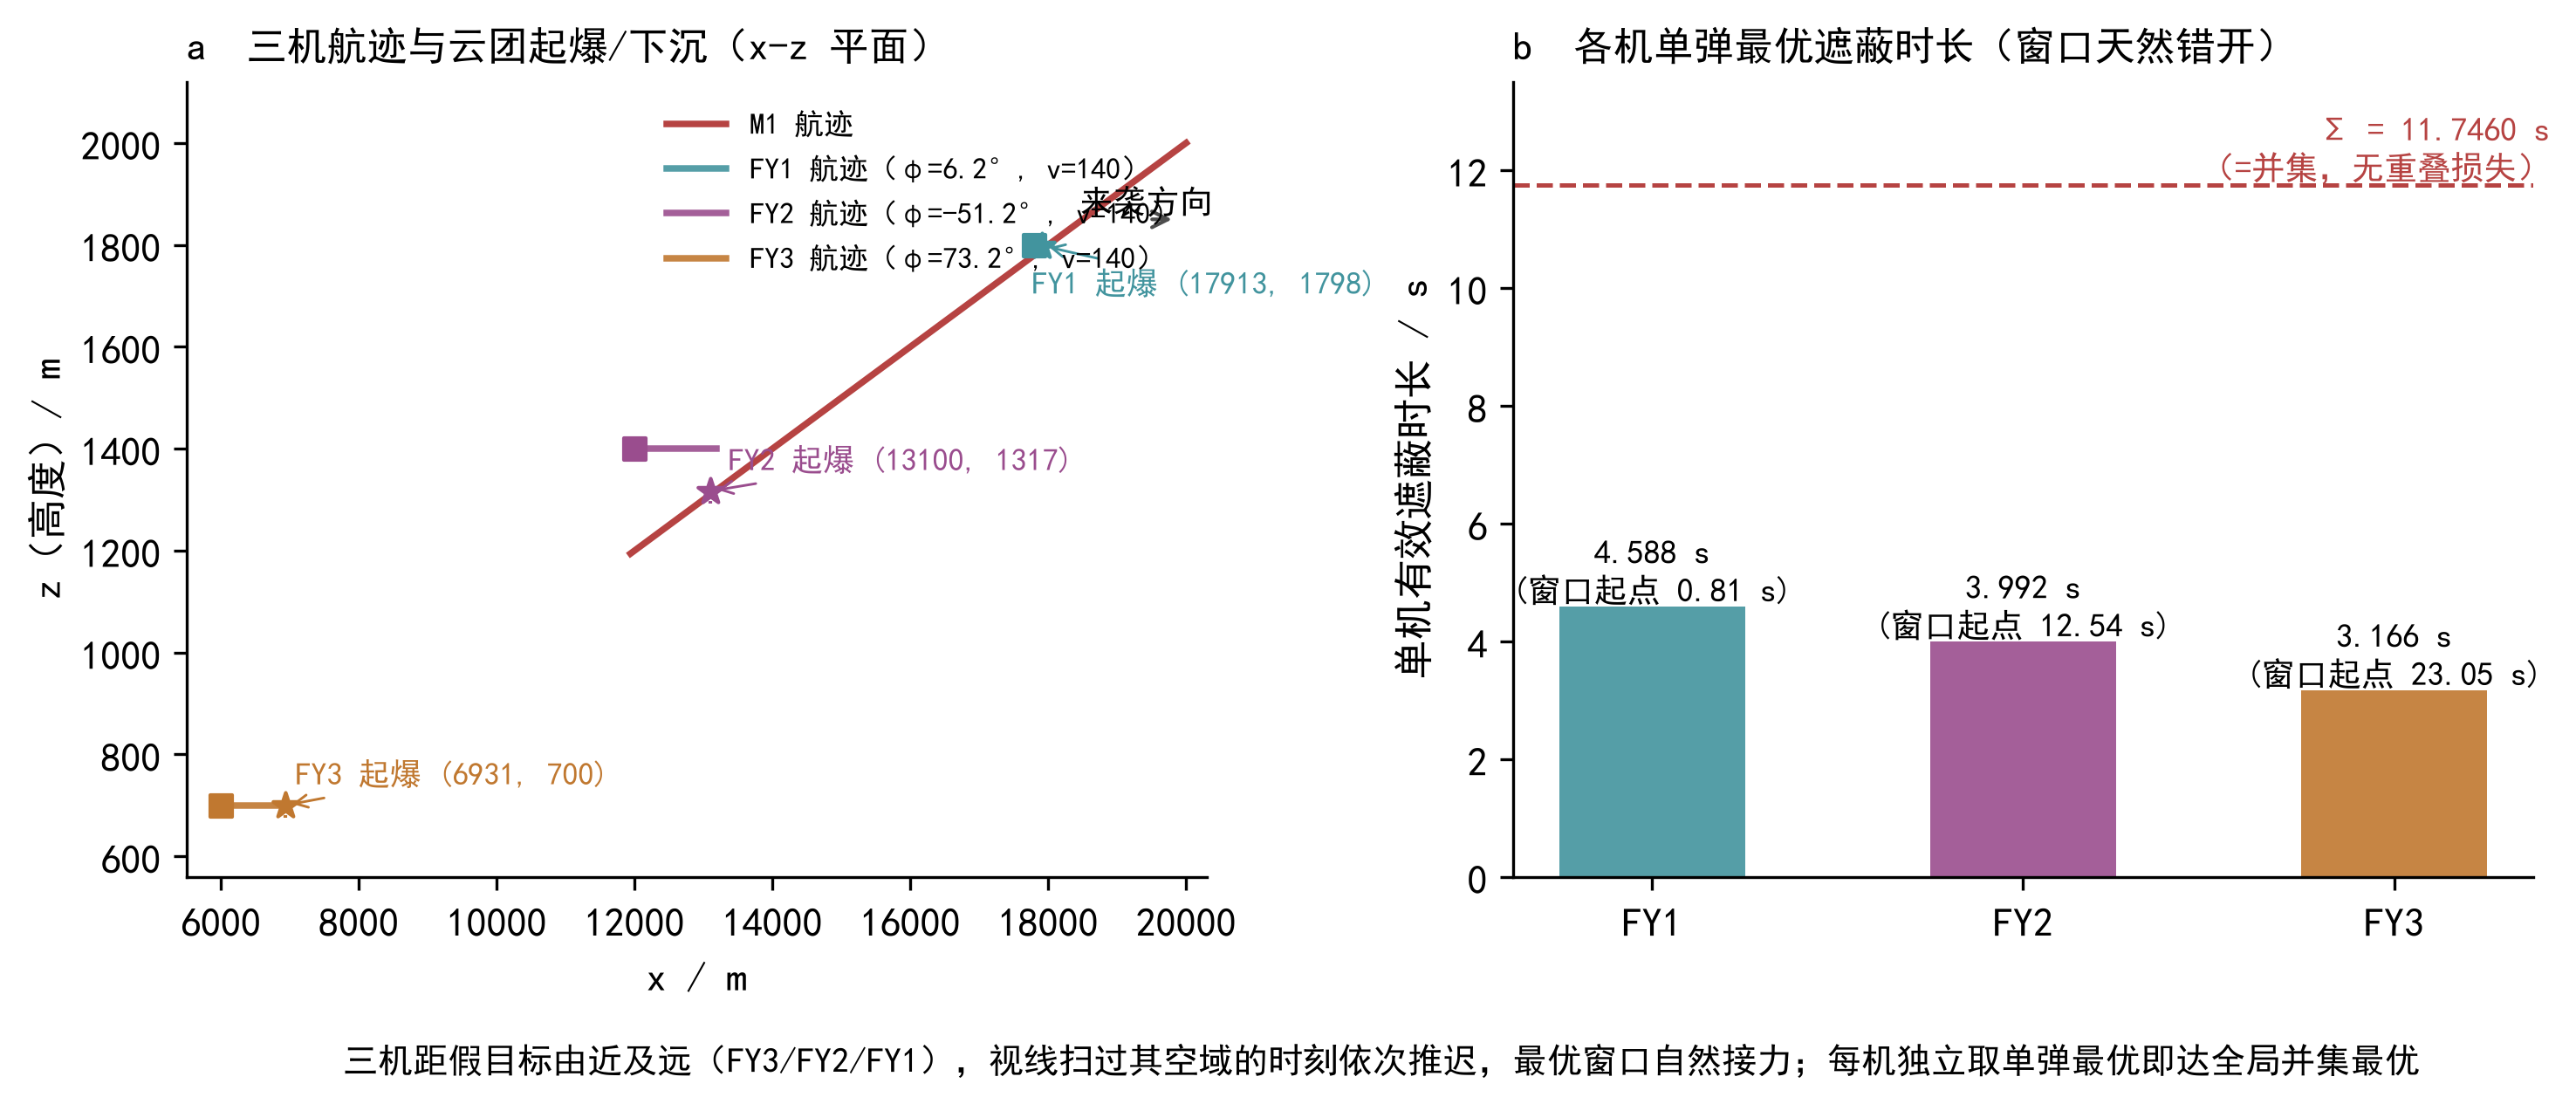 a 三机航迹与云团起爆/下沉（x-z 平面）
M1 航迹
FY1 航迹（φ=6.2°, v=140）
FY2 航迹（φ=-51.2°, v=140）
FY3 航迹（φ=73.2°, v=140）
来袭方向
FY1 起爆 (17913, 1798)
FY2 起爆 (13100, 1317)
FY3 起爆 (6931, 700)
z（高度）/ m
2000
1800
1600
1400
1200
1000
800
600
6000 8000 10000 12000 14000 16000 18000 20000
x / m
b 各机单弹最优遮蔽时长（窗口天然错开）
Σ = 11.7460 s
（=并集，无重叠损失）
单机有效遮蔽时长 / s
12
10
8
6
4
2
0
4.588 s
(窗口起点 0.81 s)
3.992 s
(窗口起点 12.54 s)
3.166 s
(窗口起点 23.05 s)
FY1 FY2 FY3
三机距假目标由近及远（FY3/FY2/FY1），视线扫过其空域的时刻依次推迟，最优窗口自然接力；每机独立取单弹最优即达全局并集最优